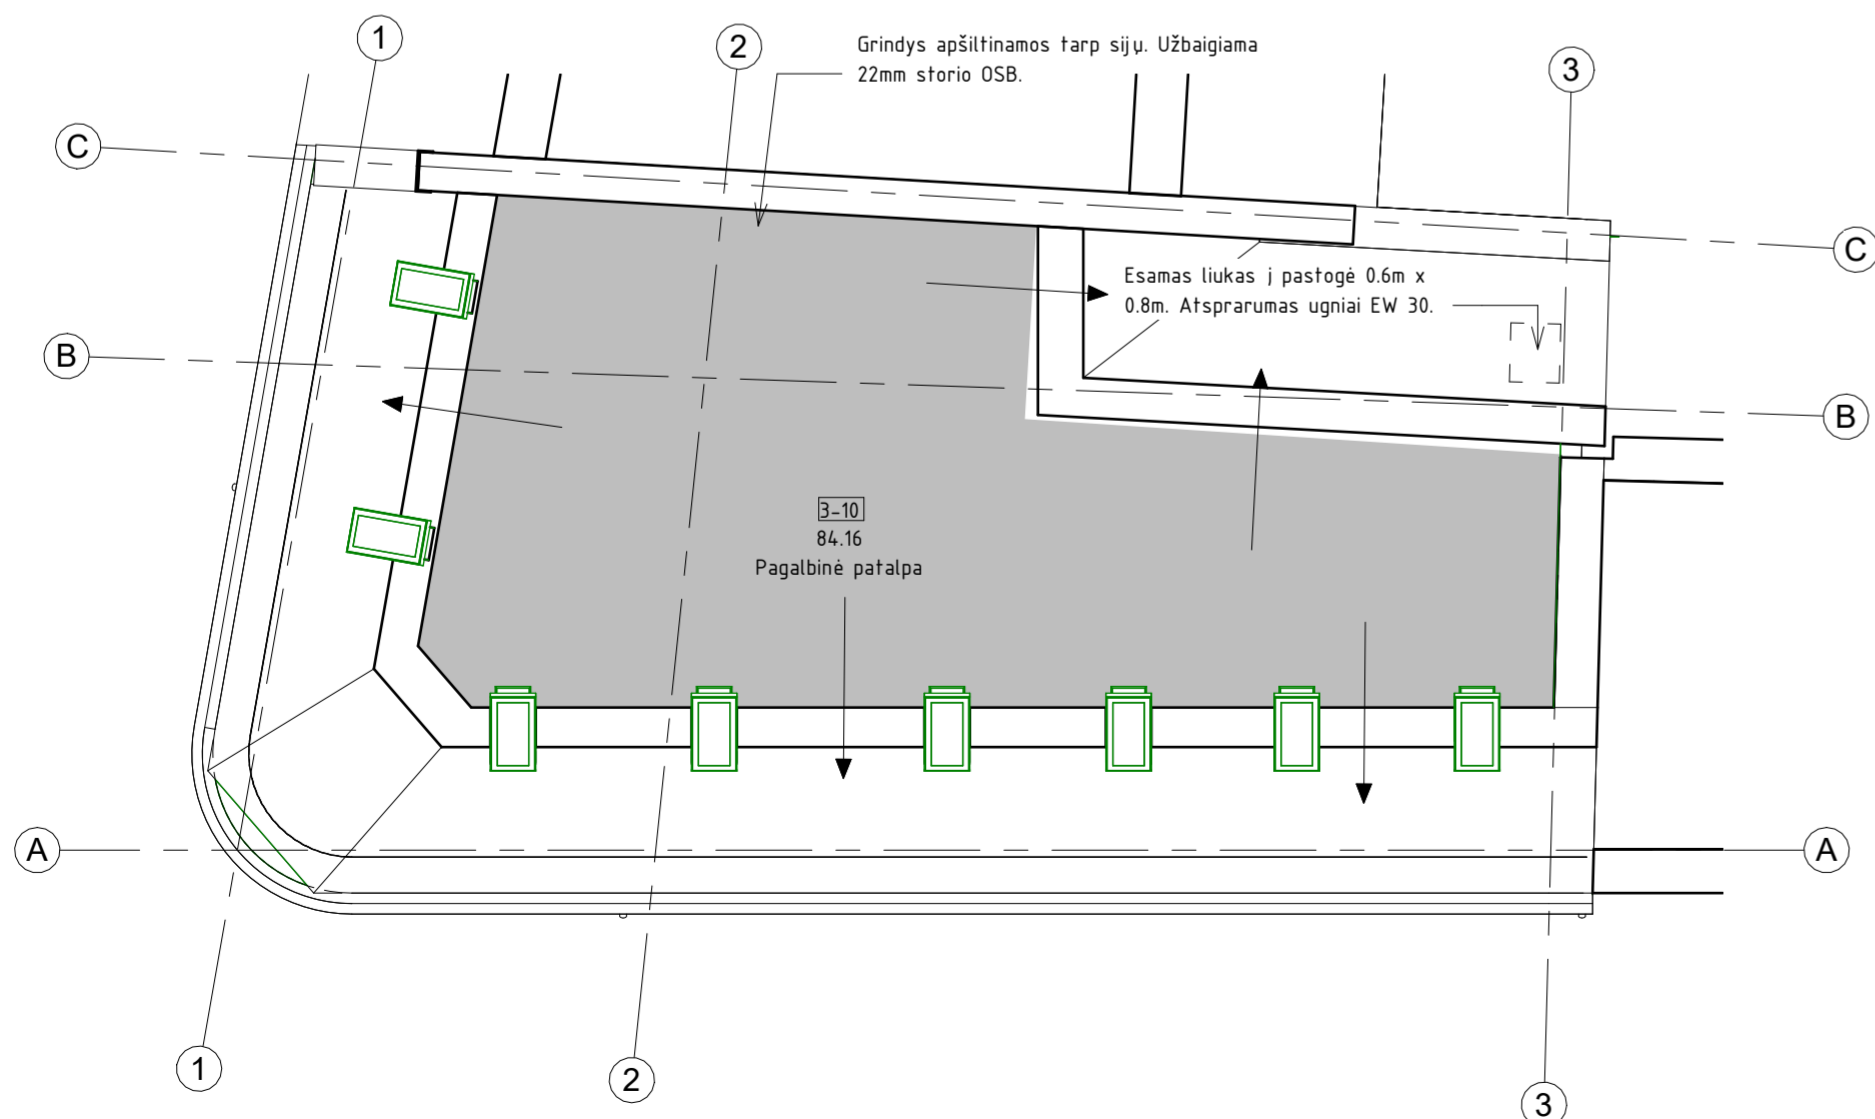 1
2
Grindys apšiltinamos tarp sijų. Užbaigiama
22mm storio OSB.
3
C
C
Esamas liukas į pastogė 0.6m x
0.8m. Atsprarumas ugniai EW 30.
B
B
3-10
84.16
Pagalbinė patalpa
A
A
1
2
3